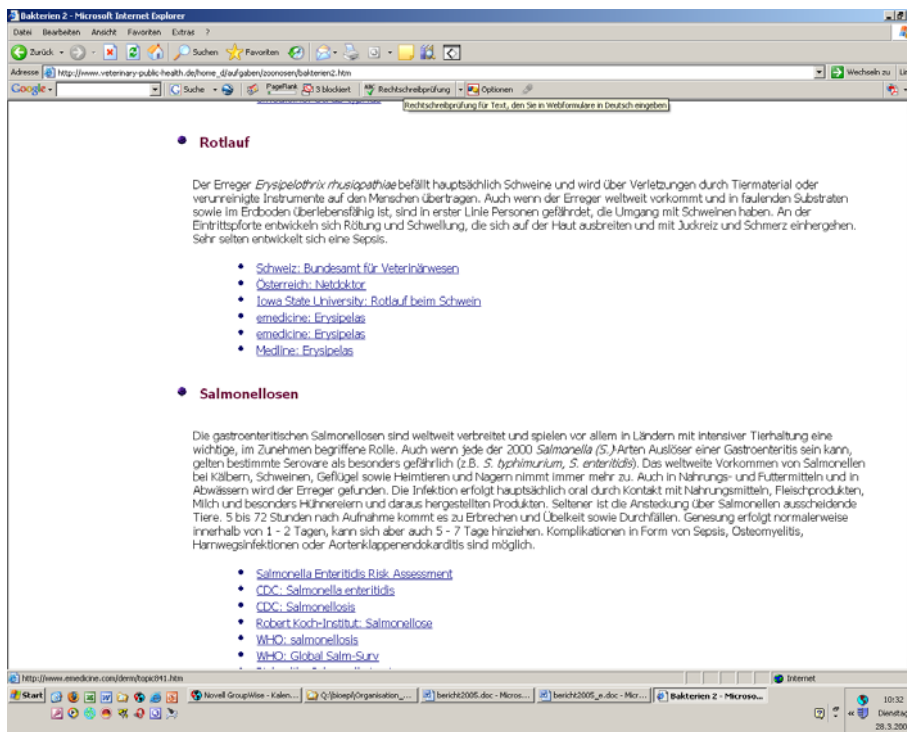 Bakterien 2 - Microsoft Internet Explorer
Datei Bearbeiten Ansicht Favoriten Extras ?
Zurück Suchen Favoriten
Adresse http://www.veterinary-public-health.de/home_d/aufgaben/zoonosen/bakterien2.htm Wechseln zu
Google Suche PageRank 3 blockiert Rechtschreibprüfung Optionen
Rechtschreibprüfung für Text, den Sie in Webformulare in Deutsch eingeben
Rotlauf
Der Erreger Erysipelothrix rhusiopathiae befällt hauptsächlich Schweine und wird über Verletzungen durch Tiermaterial oder
verunreinigte Instrumente auf den Menschen übertragen. Auch wenn der Erreger weltweit vorkommt und in faulenden Substraten
sowie im Erdboden überlebensfähig ist, sind in erster Linie Personen gefährdet, die Umgang mit Schweinen haben. An der
Eintrittspforte entwickeln sich Rötung und Schwellung, die sich auf der Haut ausbreiten und mit Juckreiz und Schmerz einhergehen.
Sehr selten entwickelt sich eine Sepsis.
Schweiz: Bundesamt für Veterinärwesen
Österreich: Netdoktor
Iowa State University: Rotlauf beim Schwein
emedicine: Erysipelas
emedicine: Erysipelas
Medline: Erysipelas
Salmonellosen
Die gastroenteritischen Salmonellosen sind weltweit verbreitet und spielen vor allem in Ländern mit intensiver Tierhaltung eine
wichtige, im Zunehmen begriffene Rolle. Auch wenn jede der 2000 Salmonella (S.)-Arten Auslöser einer Gastroenteritis sein kann,
gelten bestimmte Serovare als besonders gefährlich (z.B. S. typhimurium, S. enteritidis). Das weltweite Vorkommen von Salmonellen
bei Kälbern, Schweinen, Geflügel sowie Heimtieren und Nagern nimmt immer mehr zu. Auch in Nahrungs- und Futtermitteln und in
Abwässern wird der Erreger gefunden. Die Infektion erfolgt hauptsächlich oral durch Kontakt mit Nahrungsmitteln, Fleischprodukten,
Milch und besonders Hühnereiern und daraus hergestellten Produkten. Seltener ist die Ansteckung über Salmonellen ausscheidende
Tiere. 5 bis 72 Stunden nach Aufnahme kommt es zu Erbrechen und Übelkeit sowie Durchfällen. Genesung erfolgt normalerweise
innerhalb von 1 - 2 Tagen, kann sich aber auch 5 - 7 Tage hinziehen. Komplikationen in Form von Sepsis, Osteomyelitis,
Harnwegsinfektionen oder Aortenklappenendokarditis sind möglich.
Salmonella Enteritidis Risk Assessment
CDC: Salmonella enteritidis
CDC: Salmonellosis
Robert Koch-Institut: Salmonellose
WHO: salmonellosis
WHO: Global Salm-Surv
http://www.emedicine.com/derm/topic841.htm Internet
Start Novell GroupWise - Kalen... Q:\bioepi\Organisation_... bericht2005.doc - Micros... bericht2005_e.doc - Micr... Bakterien 2 - Microso... 10:32
Dienstag
28.3.200